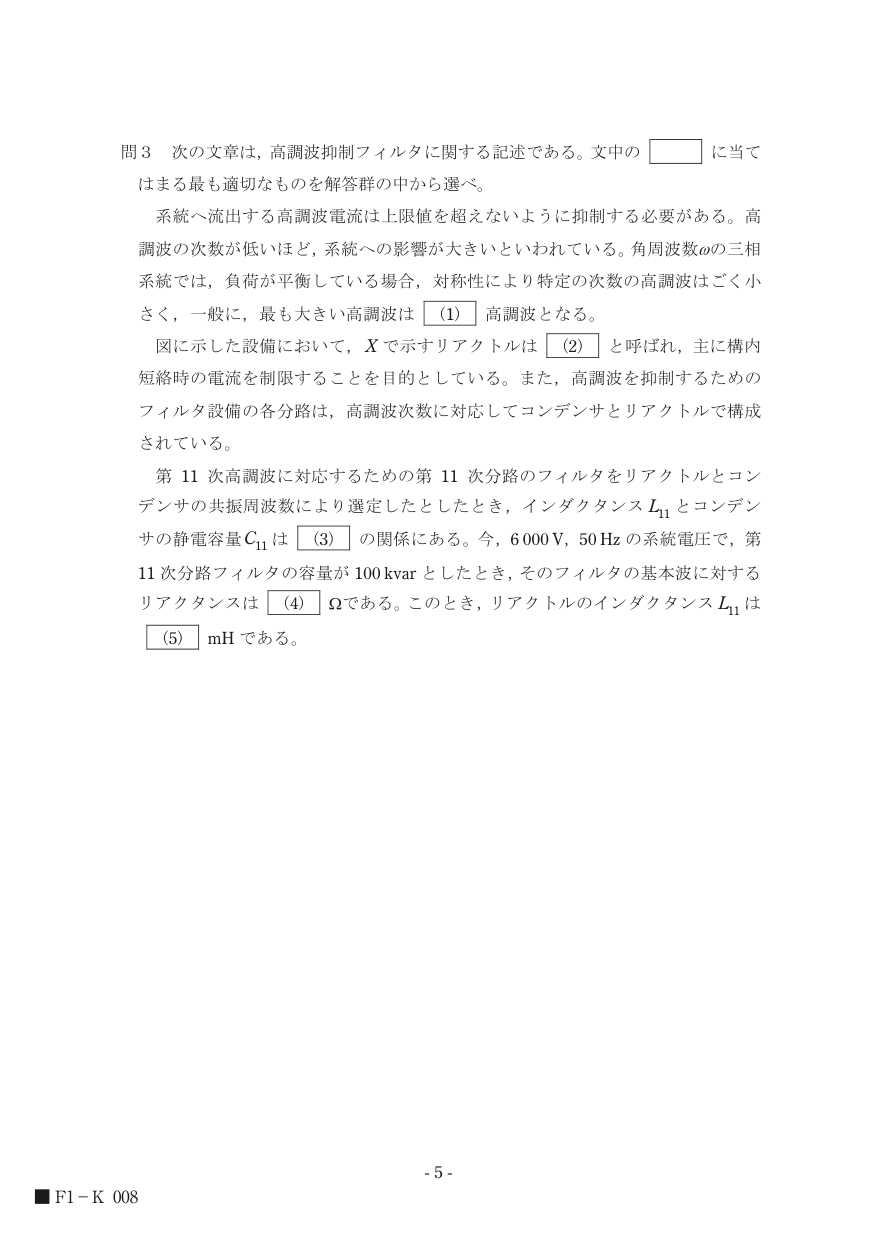 問3 次の文章は,高調波抑制フィルタに関する記述である。文中の に当て
はまる最も適切なものを解答群の中から選べ。
系統へ流出する高調波電流は上限値を超えないように抑制する必要がある。高
調波の次数が低いほど,系統への影響が大きいといわれている。角周波数ωの三相
系統では,負荷が平衡している場合,対称性により特定の次数の高調波はごく小
さく,一般に,最も大きい高調波は (1) 高調波となる。
図に示した設備において,Xで示すリアクトルは (2) と呼ばれ,主に構内
短絡時の電流を制限することを目的としている。また,高調波を抑制するための
フィルタ設備の各分路は,高調波次数に対応してコンデンサとリアクトルで構成
されている。
第 11 次高調波に対応するための第 11 次分路のフィルタをリアクトルとコン
デンサの共振周波数により選定したとしたとき,インダクタンス L₁₁ とコンデン
サの静電容量 C₁₁ は (3) の関係にある。今,6 000 V,50 Hz の系統電圧で,第
11 次分路フィルタの容量が 100 kvar としたとき,そのフィルタの基本波に対する
リアクタンスは (4) Ωである。このとき,リアクトルのインダクタンス L₁₁ は
(5) mH である。
- 5 -
■ F1-K 008